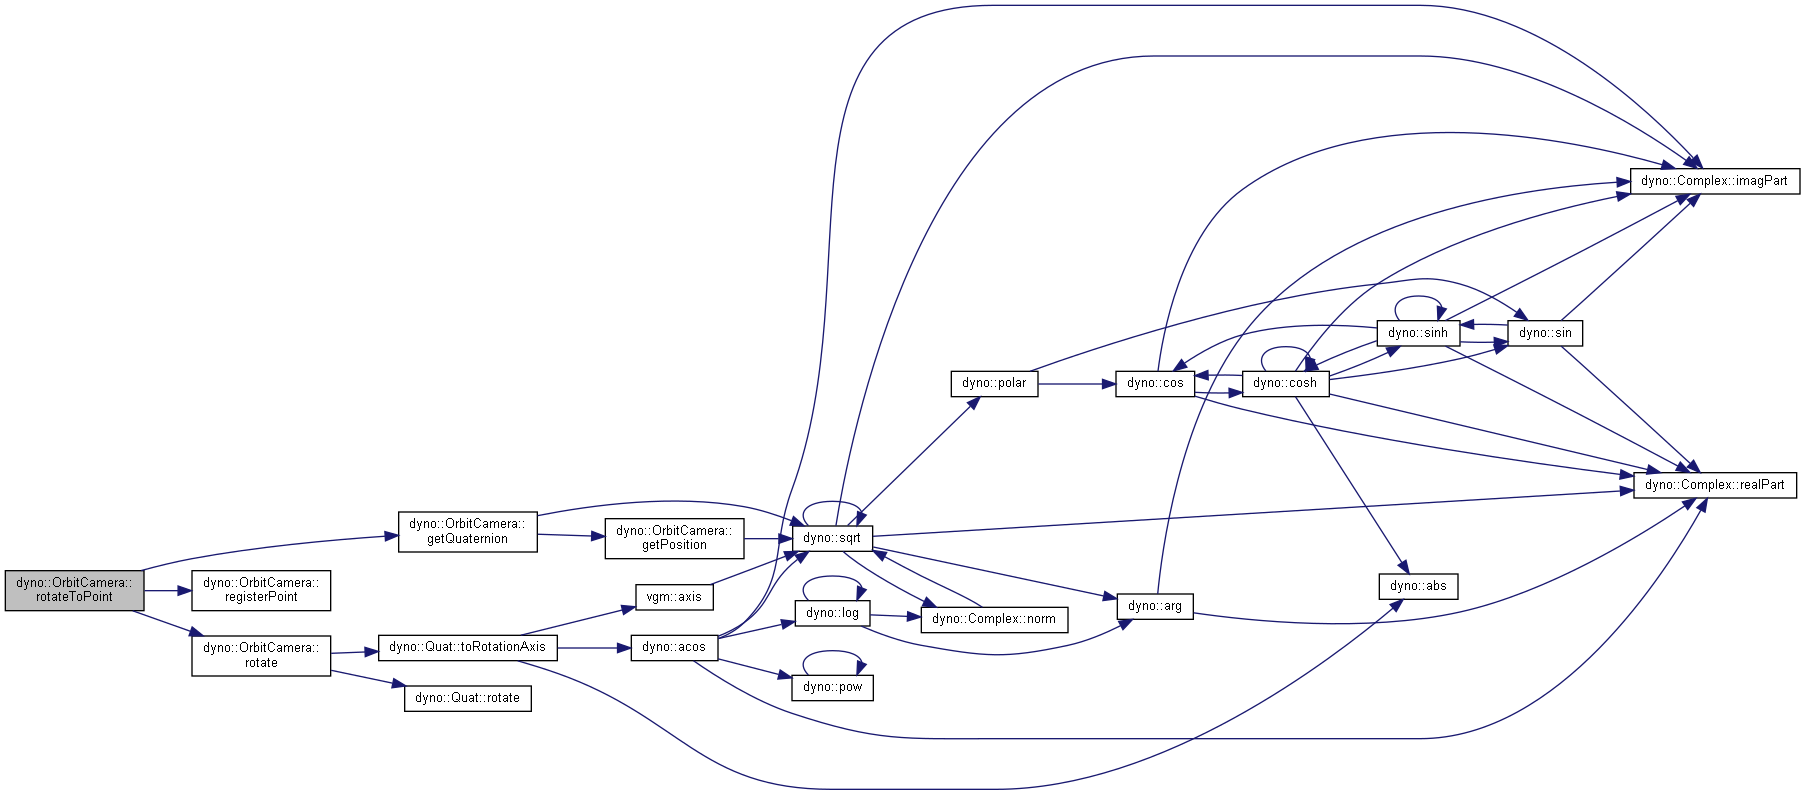 dyno::Complex::imagPart
dyno::sinh
dyno::sin
dyno::polar
dyno::cos
dyno::cosh
dyno::Complex::realPart
dyno::OrbitCamera::
getQuaternion
dyno::OrbitCamera::
getPosition
dyno::sqrt
dyno::OrbitCamera::
rotateToPoint
dyno::OrbitCamera::
registerPoint
vgm::axis
dyno::log
dyno::Complex::norm
dyno::arg
dyno::abs
dyno::OrbitCamera::
rotate
dyno::Quat::toRotationAxis
dyno::acos
dyno::pow
dyno::Quat::rotate